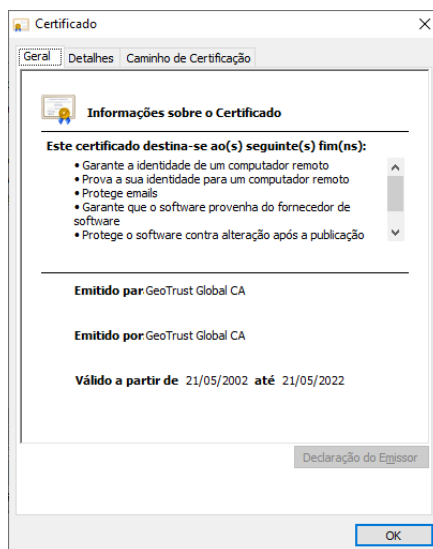 Certificado
Geral Detalhes Caminho de Certificação
Informações sobre o Certificado
Este certificado destina-se ao(s) seguinte(s) fim(ns):
• Garante a identidade de um computador remoto
• Prova a sua identidade para um computador remoto
• Protege emails
• Garante que o software provenha do fornecedor de
software
• Protege o software contra alteração após a publicação
Emitido par GeoTrust Global CA
Emitido por GeoTrust Global CA
Válido a partir de 21/05/2002 até 21/05/2022
Declaração do Emissor
OK